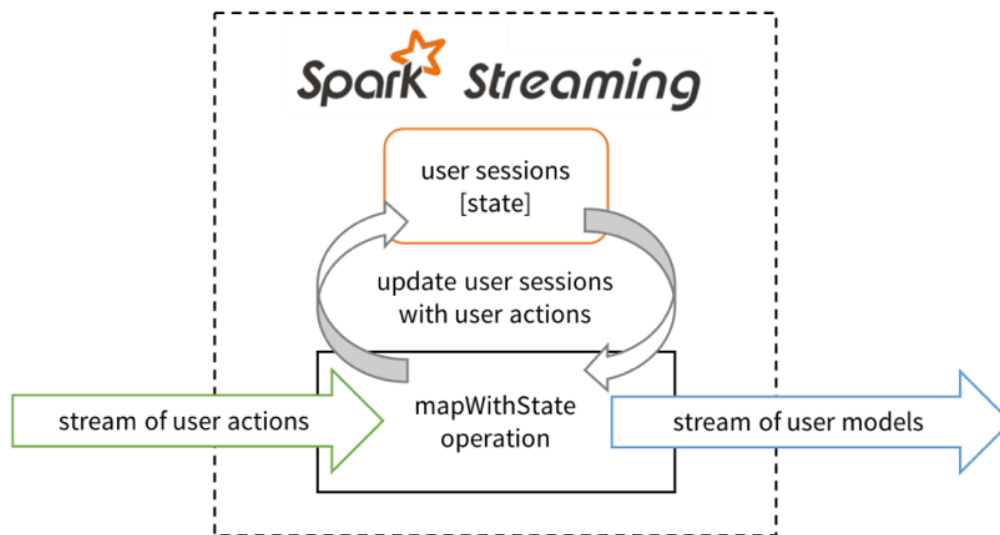 Spark Streaming
user sessions
[state]
update user sessions
with user actions
stream of user actions
mapWithState
operation
stream of user models